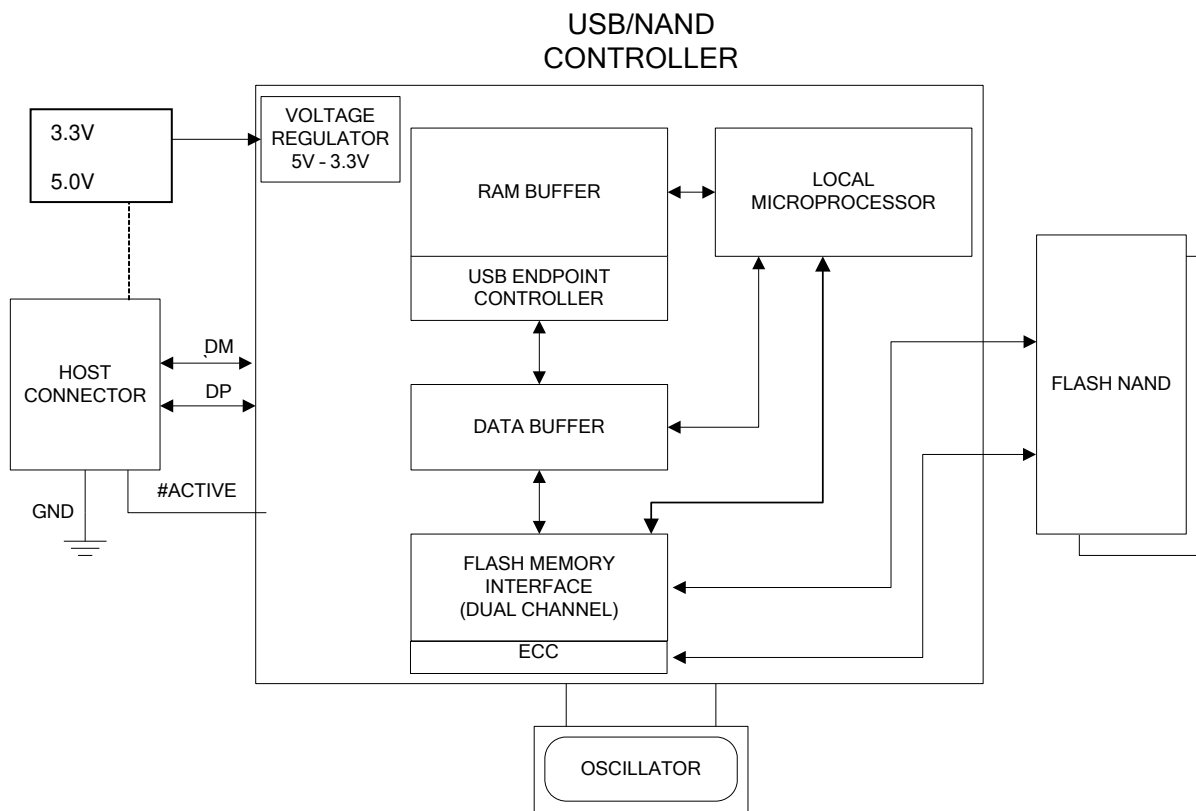 USB/NAND
CONTROLLER
3.3V
5.0V
VOLTAGE
REGULATOR
5V - 3.3V
RAM BUFFER
LOCAL
MICROPROCESSOR
USB ENDPOINT
CONTROLLER
HOST
CONNECTOR
DM
DP
DATA BUFFER
FLASH NAND
#ACTIVE
GND
FLASH MEMORY
INTERFACE
(DUAL CHANNEL)
ECC
OSCILLATOR